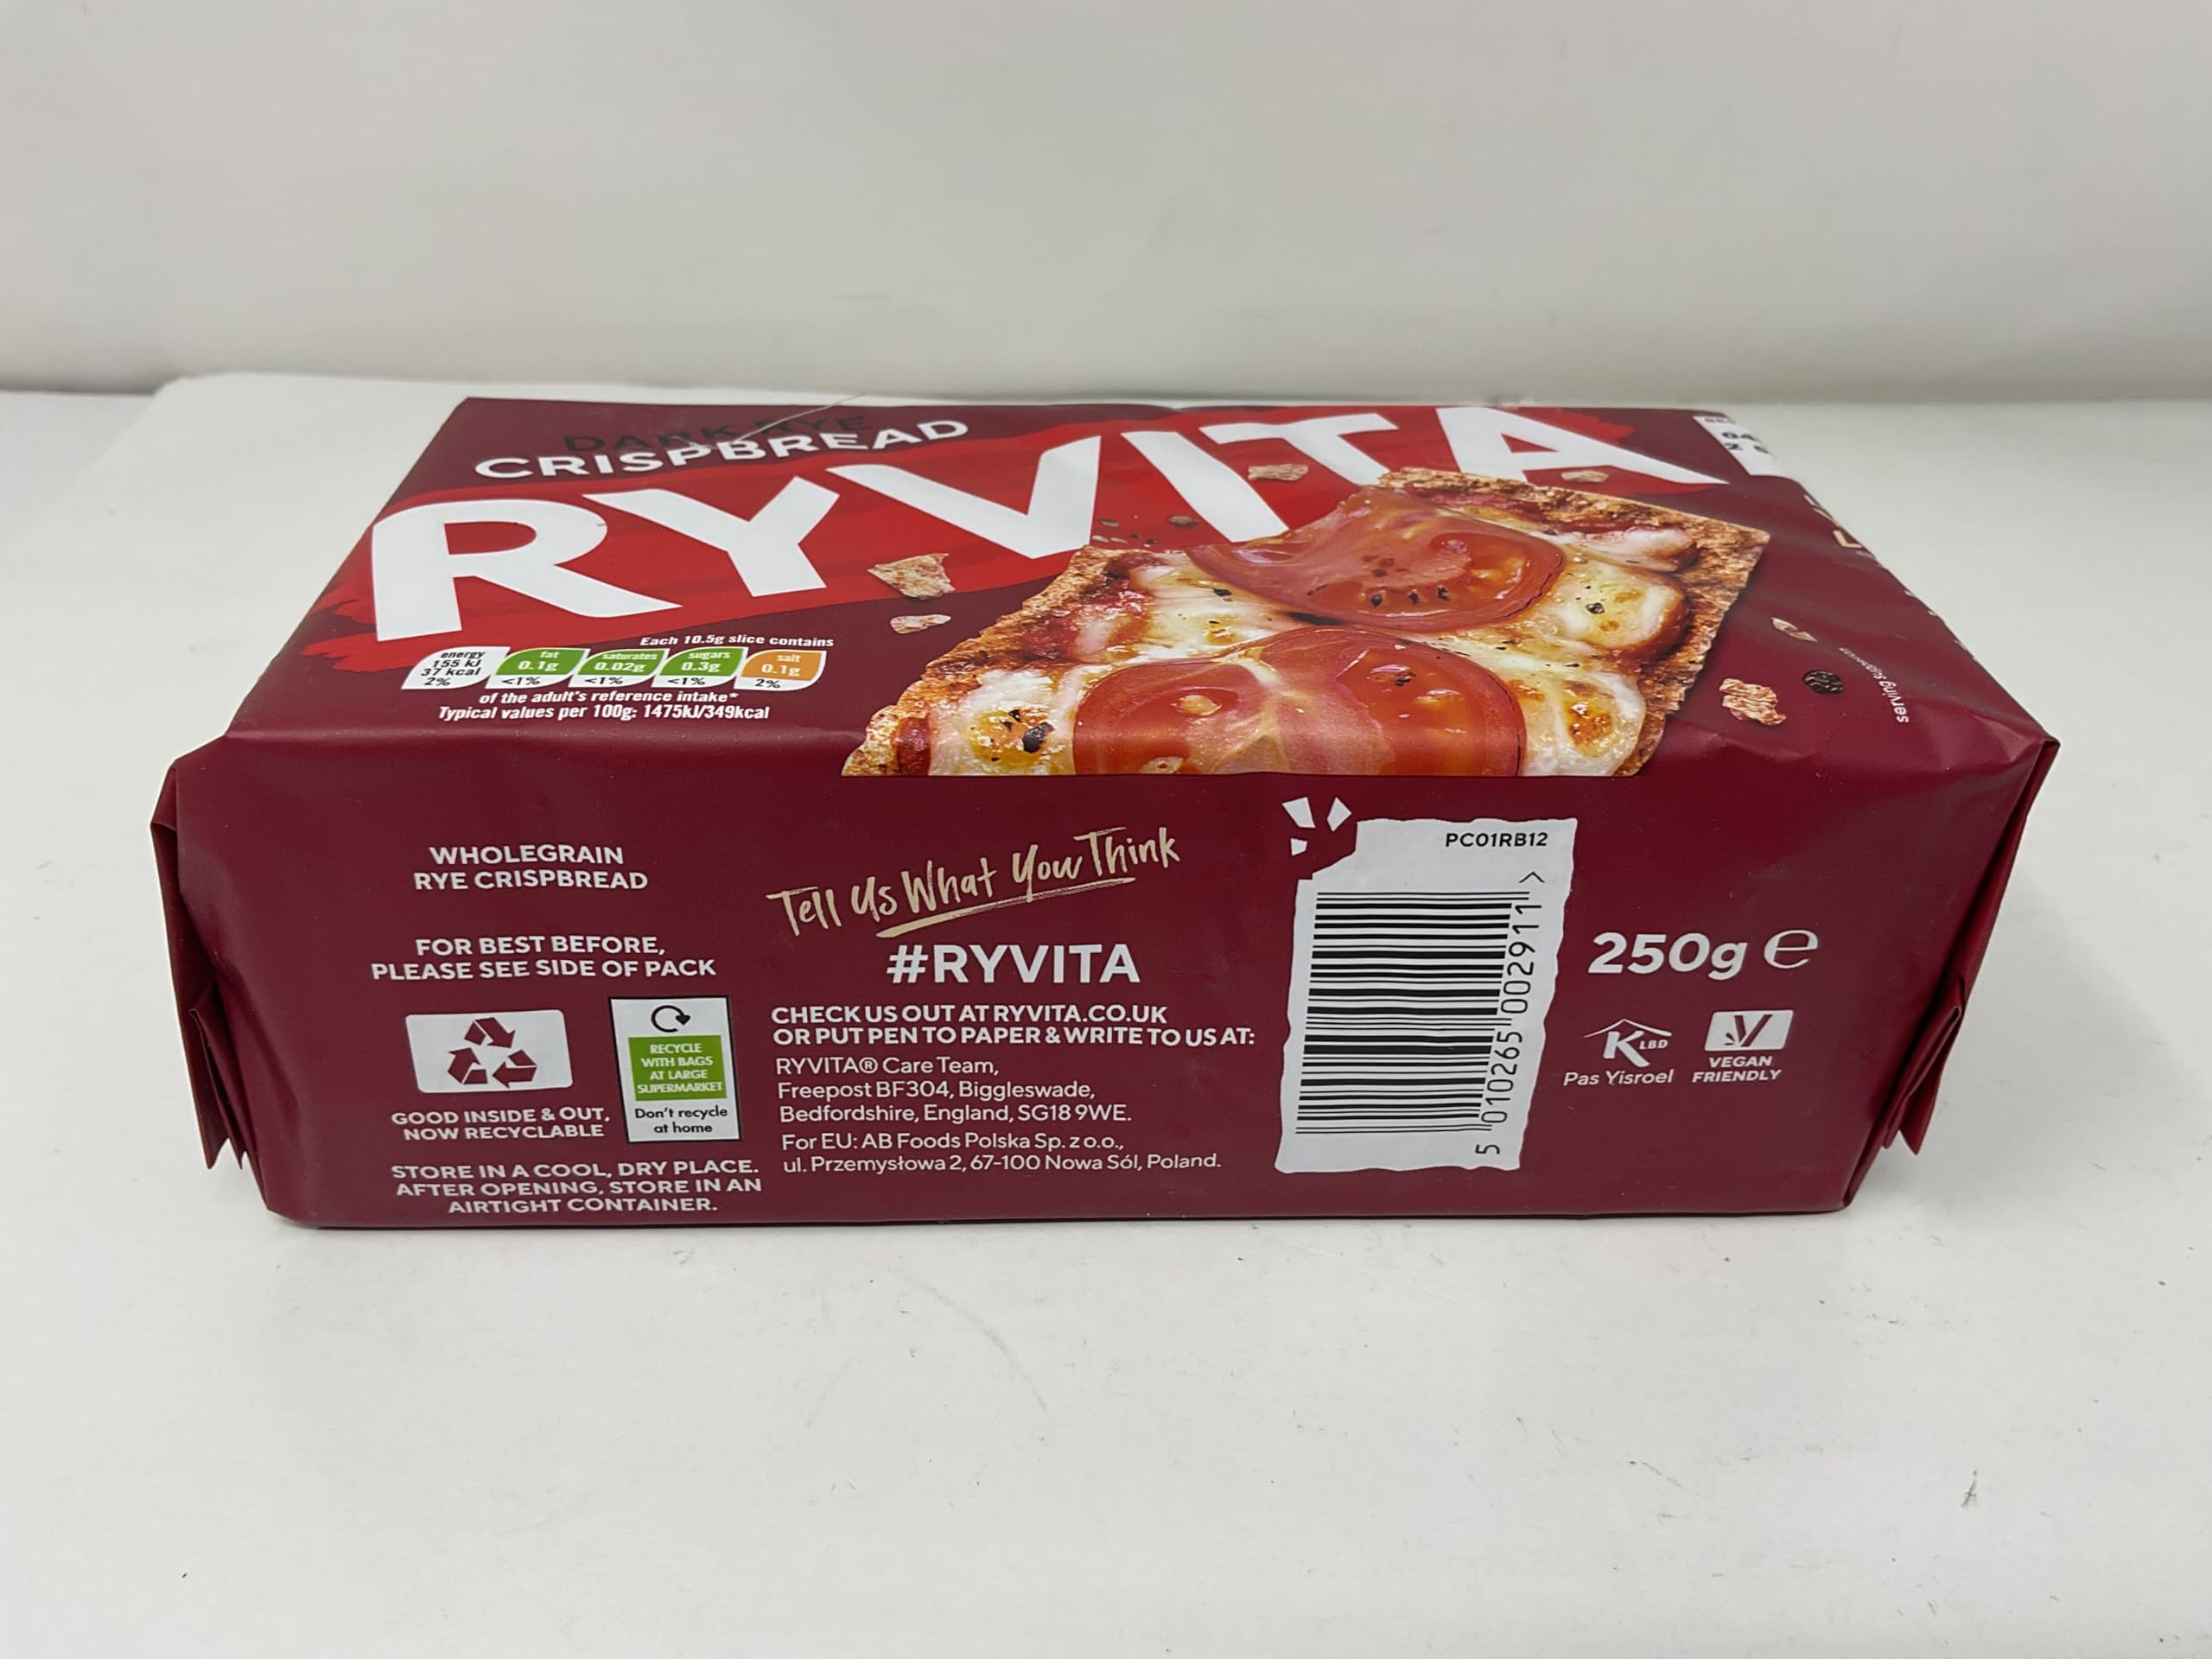 DARK RYE
CRISPBREAD
RYVITA
Each 10.5g slice contains
energy
155 kJ
37 kcal
2%
fat
0.1g
<1%
saturates
0.02g
<1%
sugars
0.3g
<1%
salt
0.1g
2%
of the adult's reference intake*
Typical values per 100g: 1475kJ/349kcal
WHOLEGRAIN
RYE CRISPBREAD
FOR BEST BEFORE,
PLEASE SEE SIDE OF PACK
RECYCLE
WITH BAGS
AT LARGE
SUPERMARKET
Don't recycle
at home
GOOD INSIDE & OUT,
NOW RECYCLABLE
STORE IN A COOL, DRY PLACE.
AFTER OPENING, STORE IN AN
AIRTIGHT CONTAINER.
Tell Us What You Think
#RYVITA
CHECK US OUT AT RYVITA.CO.UK
OR PUT PEN TO PAPER & WRITE TO US AT:
RYVITA® Care Team,
Freepost BF304, Biggleswade,
Bedfordshire, England, SG18 9WE.
For EU: AB Foods Polska Sp. z o.o.,
ul. Przemysłowa 2, 67-100 Nowa Sól, Poland.
PC01RB12
5 010265 002911 >
250g e
KLBD
Pas Yisroel
V
VEGAN
FRIENDLY